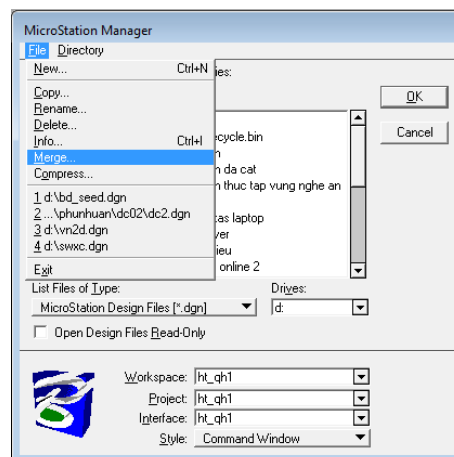 MicroStation Manager
File Directory
New... Ctrl+N
ies:
Copy...
Rename...
OK
Delete...
ecycle.bin
Cancel
Info... Ctrl+I
Merge...
n da cat
Compress...
n thuc tap vung nghe an
1 d:\bd_seed.dgn
2 ...\phunhuan\dc02\dc2.dgn
as laptop
3 d:\vn2d.dgn
ver
4 d:\swxc.dgn
ieu
Exit
online 2
List Files of Type: Drives:
MicroStation Design Files [*.dgn] d:
Open Design Files Read-Only
Workspace: ht_qh1
Project: ht_qh1
Interface: ht_qh1
Style: Command Window